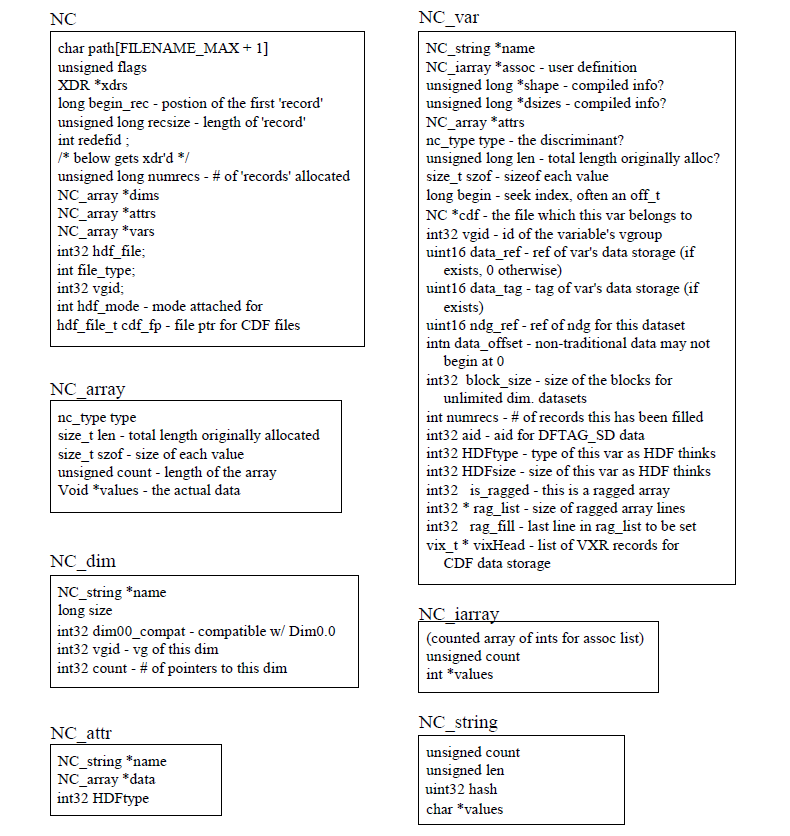 NC
char path[FILENAME_MAX + 1]
unsigned flags
XDR *xdrs
long begin_rec - postion of the first 'record'
unsigned long recsize - length of 'record'
int redefid ;
/* below gets xdr'd */
unsigned long numrecs - # of 'records' allocated
NC_array *dims
NC_array *attrs
NC_array *vars
int32 hdf_file;
int file_type;
int32 vgid;
int hdf_mode - mode attached for
hdf_file_t cdf_fp - file ptr for CDF files
NC_array
nc_type type
size_t len - total length originally allocated
size_t szof - size of each value
unsigned count - length of the array
Void *values - the actual data
NC_dim
NC_string *name
long size
int32 dim00_compat - compatible w/ Dim0.0
int32 vgid - vg of this dim
int32 count - # of pointers to this dim
NC_attr
NC_string *name
NC_array *data
int32 HDFtype
NC_var
NC_string *name
NC_iarray *assoc - user definition
unsigned long *shape - compiled info?
unsigned long *dsizes - compiled info?
NC_array *attrs
nc_type type - the discriminant?
unsigned long len - total length originally alloc?
size_t szof - sizeof each value
long begin - seek index, often an off_t
NC *cdf - the file which this var belongs to
int32 vgid - id of the variable's vgroup
uint16 data_ref - ref of var's data storage (if
exists, 0 otherwise)
uint16 data_tag - tag of var's data storage (if
exists)
uint16 ndg_ref - ref of ndg for this dataset
intn data_offset - non-traditional data may not
begin at 0
int32  block_size - size of the blocks for
unlimited dim. datasets
int numrecs - # of records this has been filled
int32 aid - aid for DFTAG_SD data
int32 HDFtype - type of this var as HDF thinks
int32 HDFsize - size of this var as HDF thinks
int32   is_ragged - this is a ragged array
int32 * rag_list - size of ragged array lines
int32   rag_fill - last line in rag_list to be set
vix_t * vixHead - list of VXR records for
CDF data storage
NC_iarray
(counted array of ints for assoc list)
unsigned count
int *values
NC_string
unsigned count
unsigned len
uint32 hash
char *values